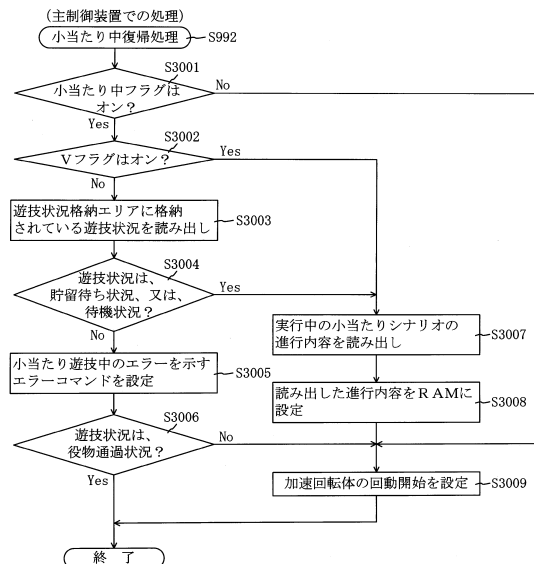 (主制御装置での処理)
小当たり中復帰処理
S992
S3001
小当たり中フラグは
オン？
No
Yes
S3002
Vフラグはオン？
Yes
No
遊技状況格納エリアに格納
されている遊技状況を読み出し
S3003
S3004
遊技状況は、
貯留待ち状況、又は、
待機状況？
Yes
No
実行中の小当たりシナリオの
進行内容を読み出し
S3007
小当たり遊技中のエラーを示す
エラーコマンドを設定
S3005
読み出した進行内容をRAMに
設定
S3008
S3006
遊技状況は、
役物通過状況？
No
Yes
加速回転体の回動開始を設定
S3009
終 了